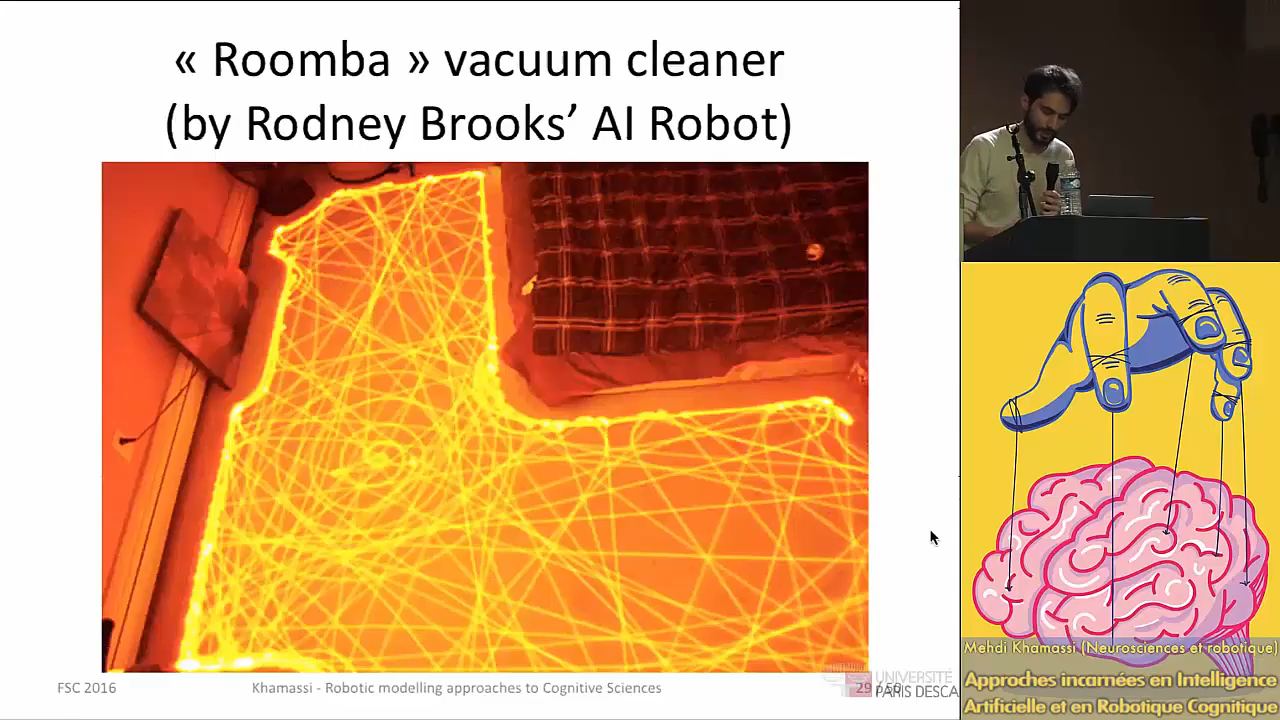 « Roomba » vacuum cleaner
(by Rodney Brooks’ AI Robot)
FSC 2016
Khamassi - Robotic modelling approaches to Cognitive Sciences
29
UNIVERSITÉ
PARIS DESCA
Mehdi Khamassi (Neurosciences et robotique)
Approches incarnées en Intelligence
Artificielle et en Robotique Cognitique